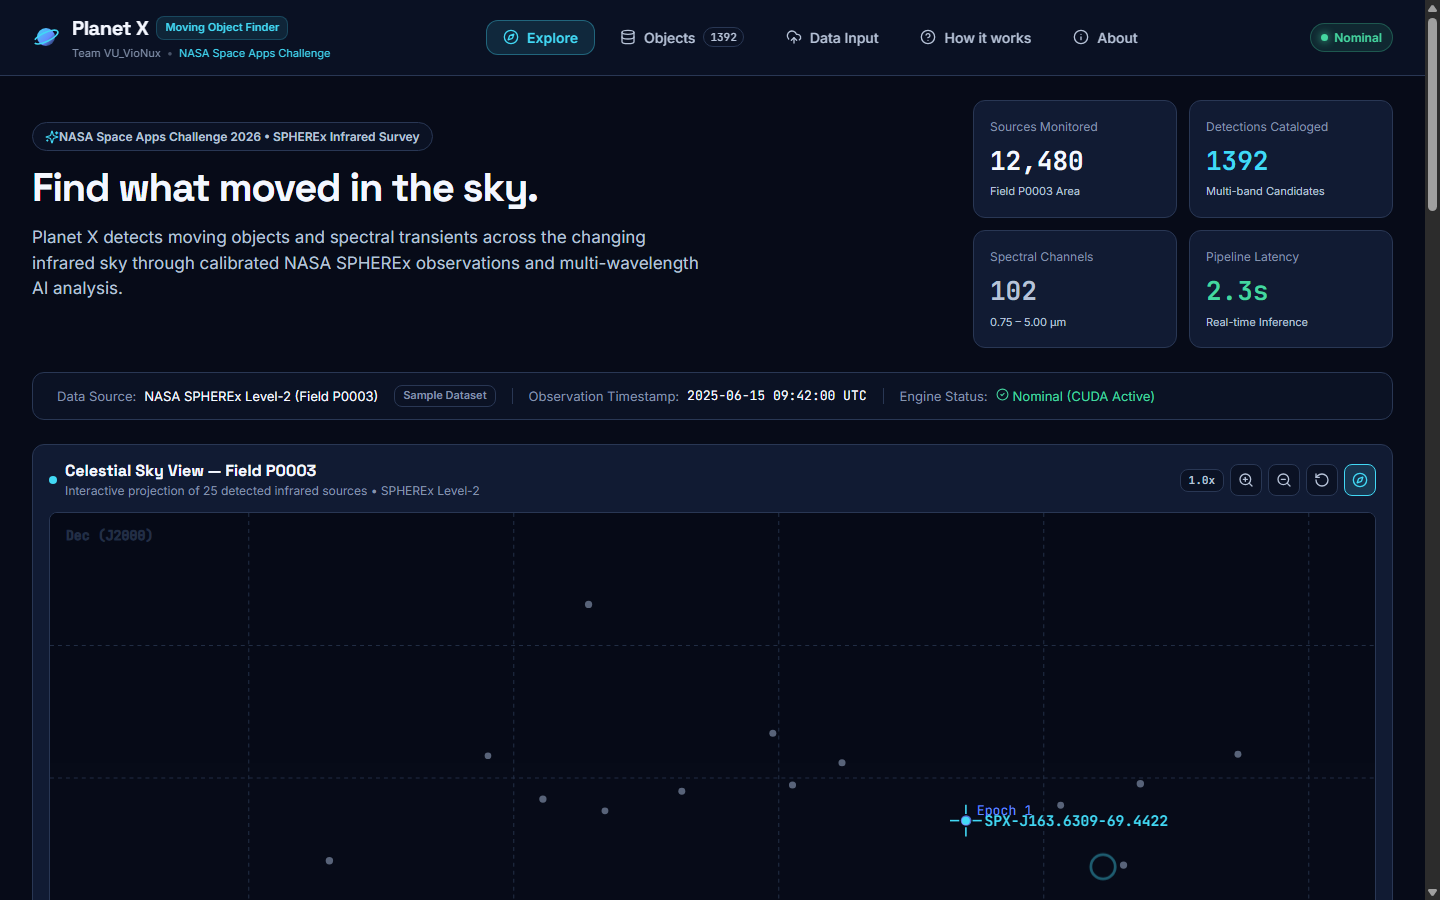 Planet X
Moving Object Finder
Team VU_VioNux • NASA Space Apps Challenge
Explore
Objects 1392
Data Input
How it works
About
Nominal
NASA Space Apps Challenge 2026 • SPHEREx Infrared Survey
Find what moved in the sky.
Planet X detects moving objects and spectral transients across the changing
infrared sky through calibrated NASA SPHEREx observations and multi-wavelength
AI analysis.
Sources Monitored
12,480
Field P0003 Area
Detections Cataloged
1392
Multi-band Candidates
Spectral Channels
102
0.75 – 5.00 µm
Pipeline Latency
2.3s
Real-time Inference
Data Source: NASA SPHEREx Level-2 (Field P0003) Sample Dataset
Observation Timestamp: 2025-06-15 09:42:00 UTC
Engine Status: Nominal (CUDA Active)
Celestial Sky View — Field P0003
Interactive projection of 25 detected infrared sources • SPHEREx Level-2
1.0x
Dec (J2000)
Epoch 1
SPX-J163.6309-69.4422